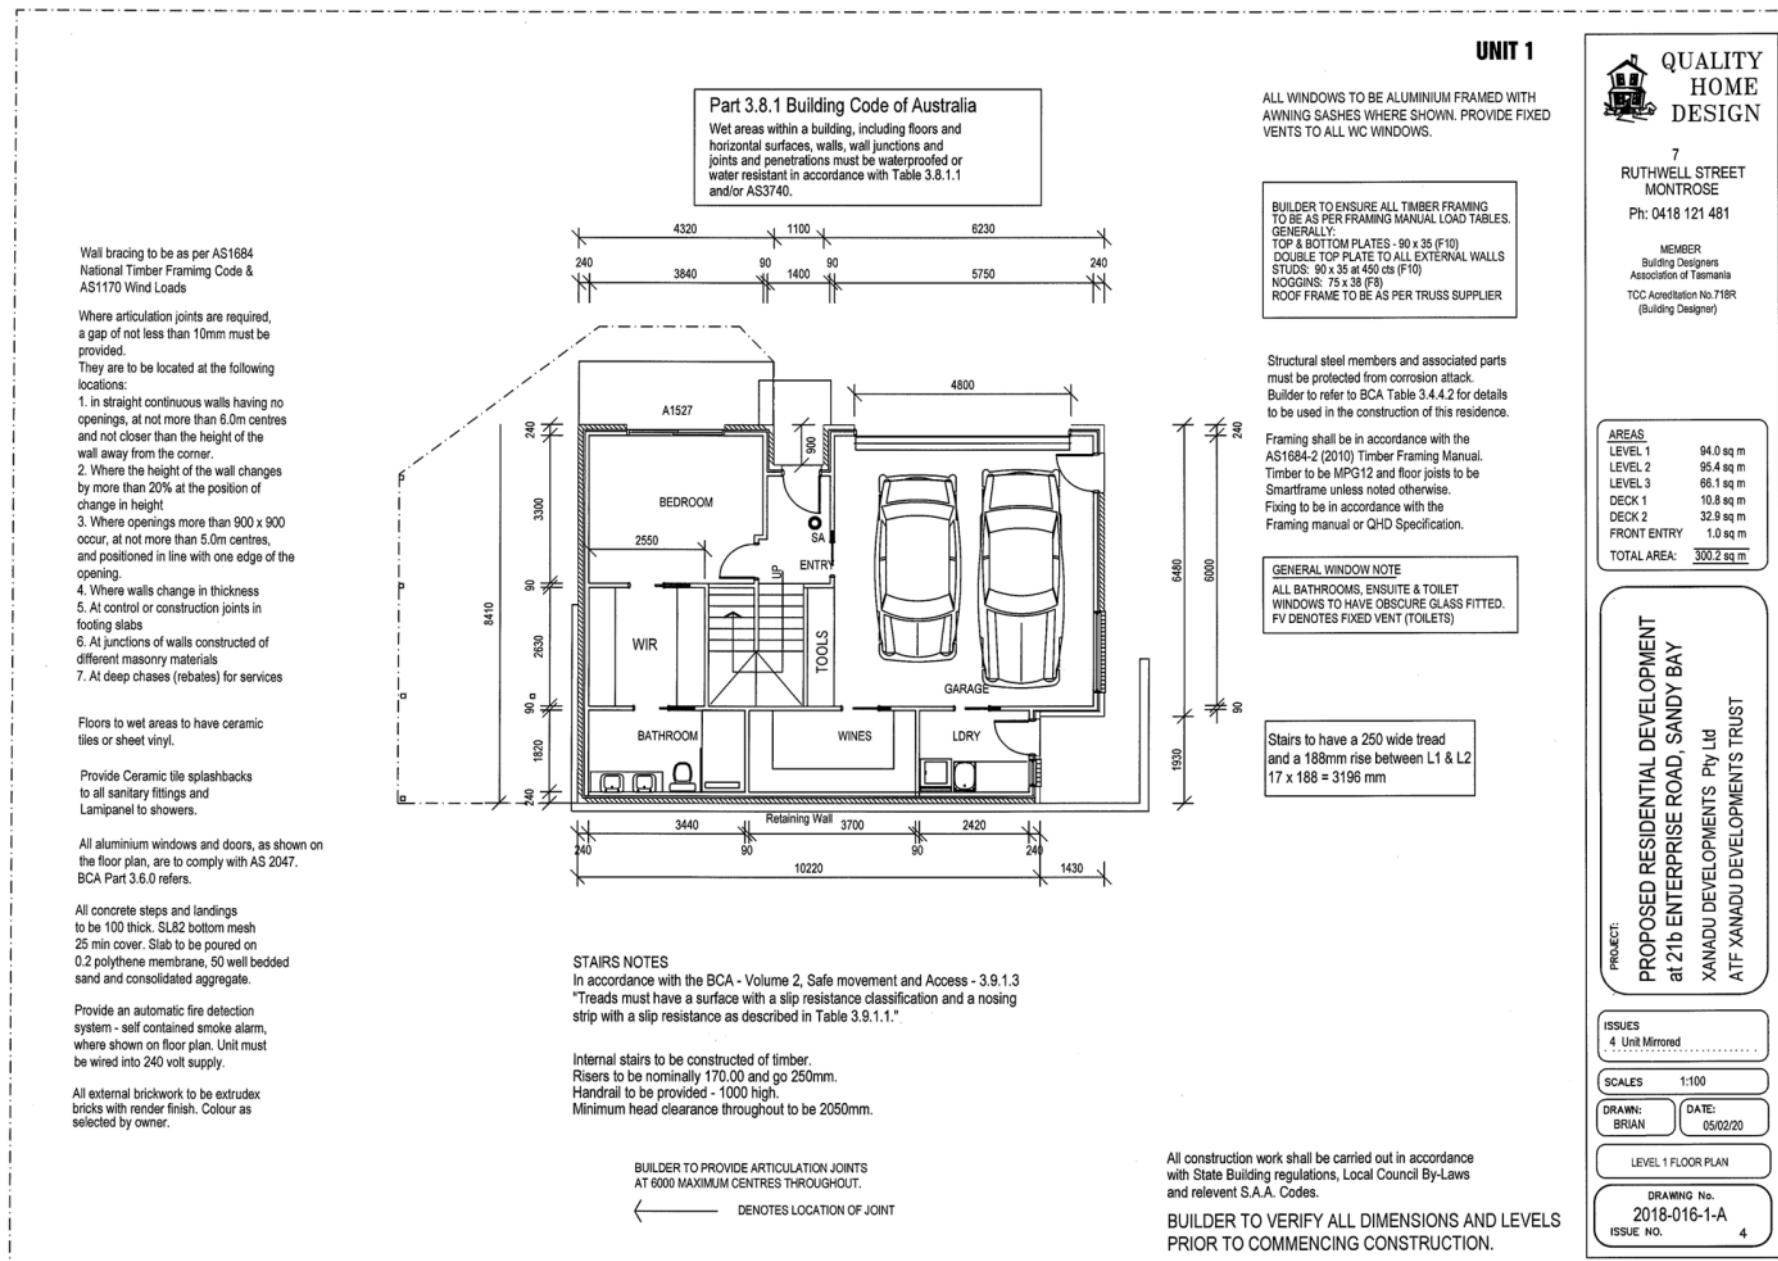 UNIT 1
Part 3.8.1 Building Code of Australia
Wet areas within a building, including floors and
horizontal surfaces, walls, wall junctions and
joints and penetrations must be waterproofed or
water resistant in accordance with Table 3.8.1.1
and/or AS3740.
ALL WINDOWS TO BE ALUMINIUM FRAMED WITH
AWNING SASHES WHERE SHOWN. PROVIDE FIXED
VENTS TO ALL WC WINDOWS.
BUILDER TO ENSURE ALL TIMBER FRAMING
TO BE AS PER FRAMING MANUAL LOAD TABLES.
GENERALLY:
TOP & BOTTOM PLATES - 90 x 35 (F10)
DOUBLE TOP PLATE TO ALL EXTERNAL WALLS
STUDS: 90 x 35 at 450 cts (F10)
NOGGINS: 75 x 38 (F8)
ROOF FRAME TO BE AS PER TRUSS SUPPLIER
Structural steel members and associated parts
must be protected from corrosion attack.
Builder to refer to BCA Table 3.4.4.2 for details
to be used in the construction of this residence.
Framing shall be in accordance with the
AS1684-2 (2010) Timber Framing Manual.
Timber to be MPG12 and floor joists to be
Smartframe unless noted otherwise.
Fixing to be in accordance with the
Framing manual or QHD Specification.
GENERAL WINDOW NOTE
ALL BATHROOMS, ENSUITE & TOILET
WINDOWS TO HAVE OBSCURE GLASS FITTED.
FV DENOTES FIXED VENT (TOILETS)
Stairs to have a 250 wide tread
and a 188mm rise between L1 & L2
17 x 188 = 3196 mm
Wall bracing to be as per AS1684
National Timber Framimg Code &
AS1170 Wind Loads
Where articulation joints are required,
a gap of not less than 10mm must be
provided.
They are to be located at the following
locations:
1. in straight continuous walls having no
openings, at not more than 6.0m centres
and not closer than the height of the
wall away from the corner.
2. Where the height of the wall changes
by more than 20% at the position of
change in height
3. Where openings more than 900 x 900
occur, at not more than 5.0m centres,
and positioned in line with one edge of the
opening.
4. Where walls change in thickness
5. At control or construction joints in
footing slabs
6. At junctions of walls constructed of
different masonry materials
7. At deep chases (rebates) for services
Floors to wet areas to have ceramic
tiles or sheet vinyl.
Provide Ceramic tile splashbacks
to all sanitary fittings and
Lamipanel to showers.
All aluminium windows and doors, as shown on
the floor plan, are to comply with AS 2047.
BCA Part 3.6.0 refers.
All concrete steps and landings
to be 100 thick. SL82 bottom mesh
25 min cover. Slab to be poured on
0.2 polythene membrane, 50 well bedded
sand and consolidated aggregate.
Provide an automatic fire detection
system - self contained smoke alarm,
where shown on floor plan. Unit must
be wired into 240 volt supply.
All external brickwork to be extrudex
bricks with render finish. Colour as
selected by owner.
4320 1100 6230
240 90 90 240
3840 1400 5750
4800
A1527
900
BEDROOM
SA
ENTRY
UP
2550
WIR
TOOLS
GARAGE
BATHROOM
WINES
LDRY
8410
240
3300
90
2630
90
1820
240
6480
1930
240
6000
90
Retaining Wall
3440 3700 2420
240 90 90 240
10220 1430
STAIRS NOTES
In accordance with the BCA - Volume 2, Safe movement and Access - 3.9.1.3
"Treads must have a surface with a slip resistance classification and a nosing
strip with a slip resistance as described in Table 3.9.1.1.".
Internal stairs to be constructed of timber.
Risers to be nominally 170.00 and go 250mm.
Handrail to be provided - 1000 high.
Minimum head clearance throughout to be 2050mm.
BUILDER TO PROVIDE ARTICULATION JOINTS
AT 6000 MAXIMUM CENTRES THROUGHOUT.
DENOTES LOCATION OF JOINT
All construction work shall be carried out in accordance
with State Building regulations, Local Council By-Laws
and relevent S.A.A. Codes.
BUILDER TO VERIFY ALL DIMENSIONS AND LEVELS
PRIOR TO COMMENCING CONSTRUCTION.
QUALITY
HOME
DESIGN
7
RUTHWELL STREET
MONTROSE
Ph: 0418 121 481
MEMBER
Building Designers
Association of Tasmania
TCC Acreditation No.718R
(Building Designer)
AREAS
LEVEL 1 94.0 sq m
LEVEL 2 95.4 sq m
LEVEL 3 66.1 sq m
DECK 1 10.8 sq m
DECK 2 32.9 sq m
FRONT ENTRY 1.0 sq m
TOTAL AREA: 300.2 sq m
PROJECT:
PROPOSED RESIDENTIAL DEVELOPMENT
at 21b ENTERPRISE ROAD, SANDY BAY
XANADU DEVELOPMENTS Pty Ltd
ATF XANADU DEVELOPMENTS TRUST
ISSUES
4 Unit Mirrored
SCALES 1:100
DRAWN:
BRIAN
DATE:
05/02/20
LEVEL 1 FLOOR PLAN
DRAWING No.
2018-016-1-A
ISSUE NO. 4